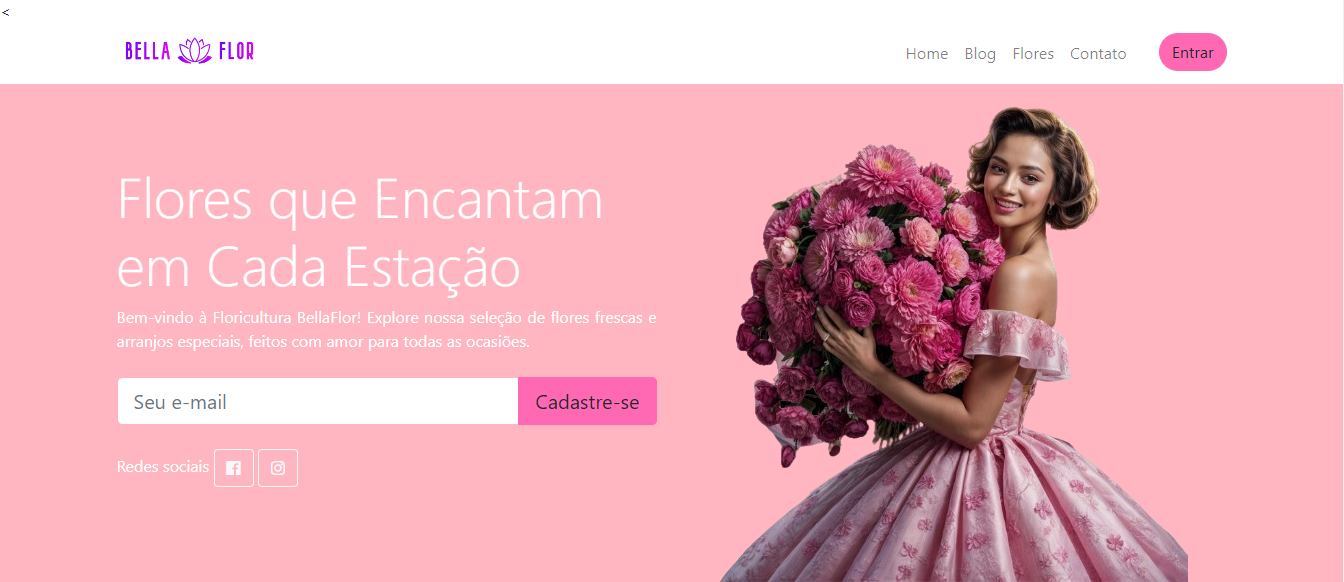 <
BELLA FLOR
Home Blog Flores Contato Entrar
Flores que Encantam
em Cada Estação
Bem-vindo à Floricultura BellaFlor! Explore nossa seleção de flores frescas e
arranjos especiais, feitos com amor para todas as ocasiões.
Seu e-mail Cadastre-se
Redes sociais